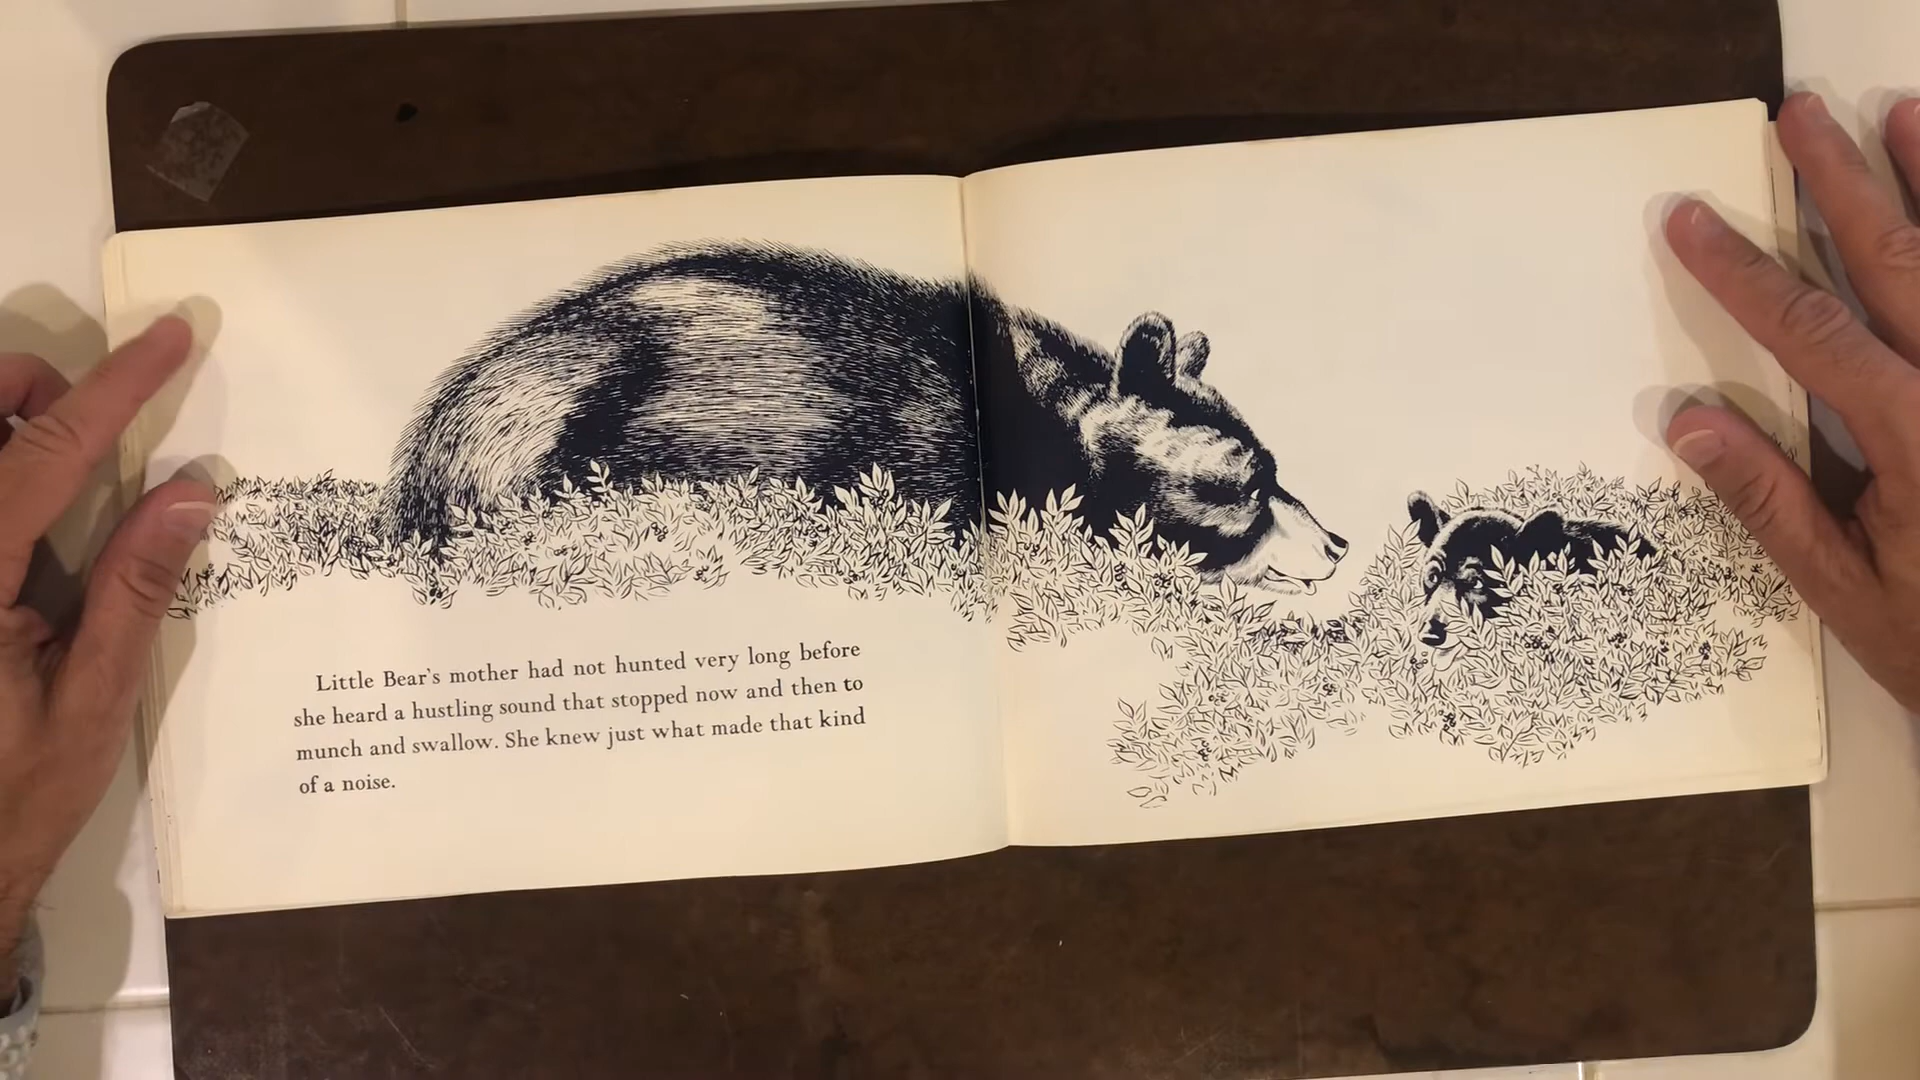 Little Bear's mother had not hunted very long before
she heard a hustling sound that stopped now and then to
munch and swallow. She knew just what made that kind
of a noise.